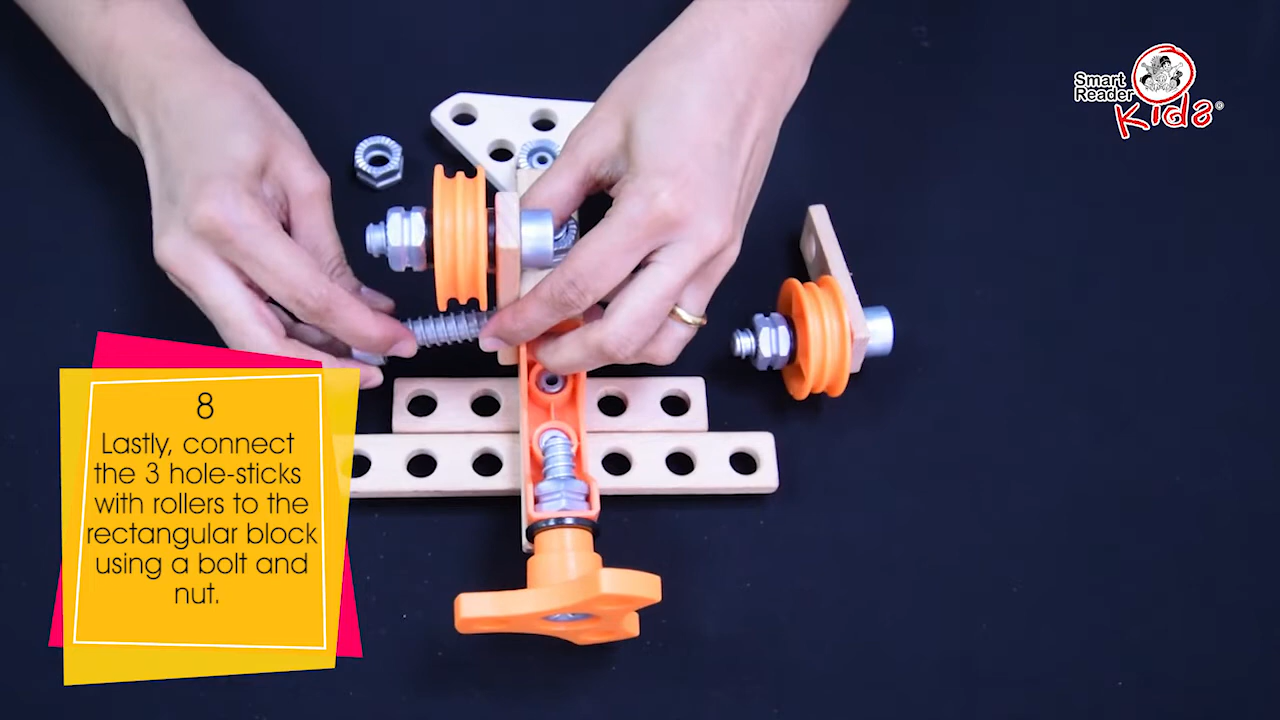 8
Lastly, connect
the 3 hole-sticks
with rollers to the
rectangular block
using a bolt and
nut.
Smart
Reader
Kids®